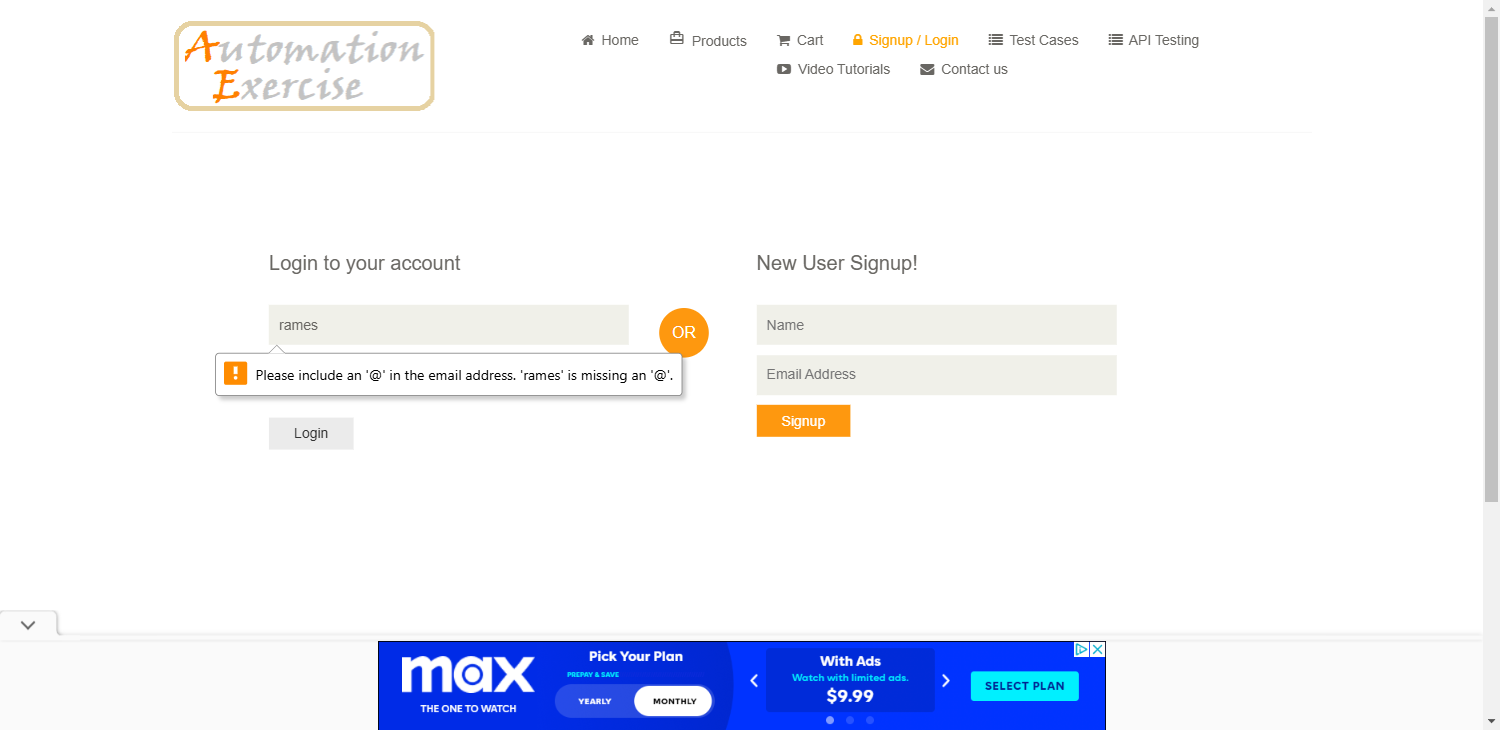 Automation
Exercise
Home
Products
Cart
Signup / Login
Test Cases
API Testing
Video Tutorials
Contact us
Login to your account
rames
Please include an '@' in the email address. 'rames' is missing an '@'.
Login
OR
New User Signup!
Name
Email Address
Signup
max
THE ONE TO WATCH
Pick Your Plan
PREPAY & SAVE
YEARLY
MONTHLY
With Ads
Watch with limited ads.
$9.99
SELECT PLAN